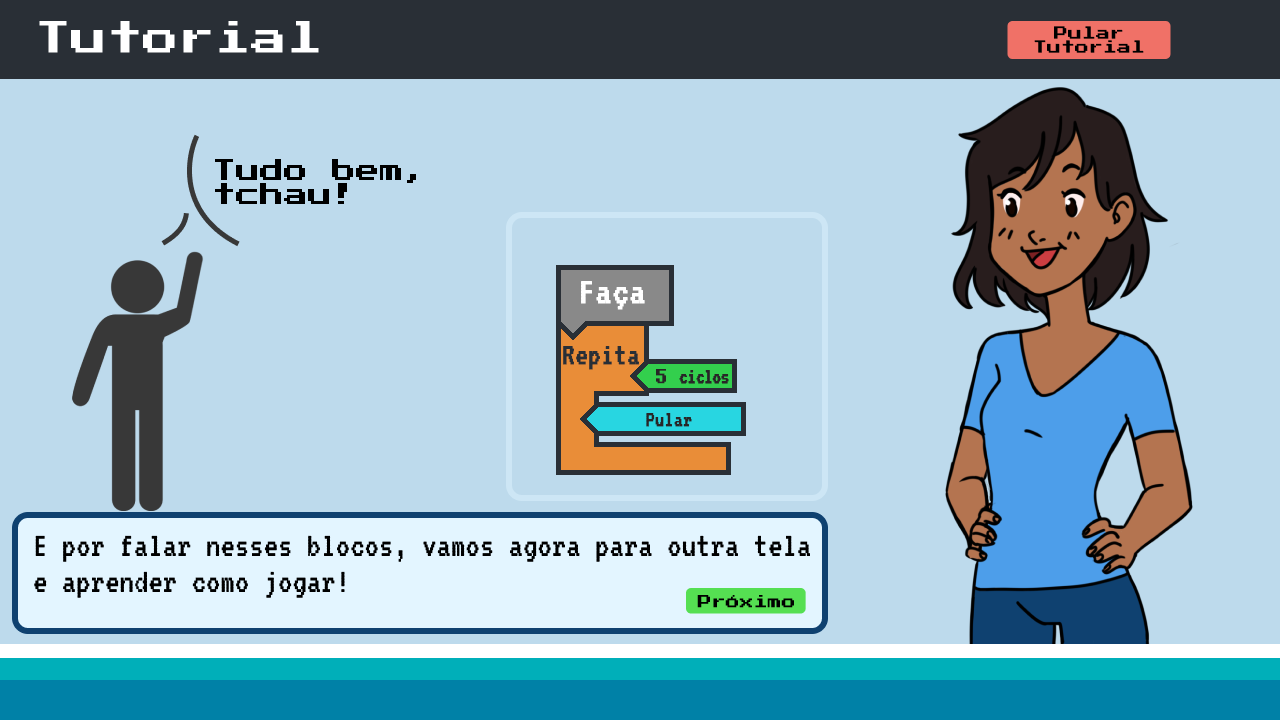 Tutorial
Pular
Tutorial
Tudo bem,
tchau!
Faça
Repita
5 ciclos
Pular
E por falar nesses blocos, vamos agora para outra tela
e aprender como jogar!
Próximo